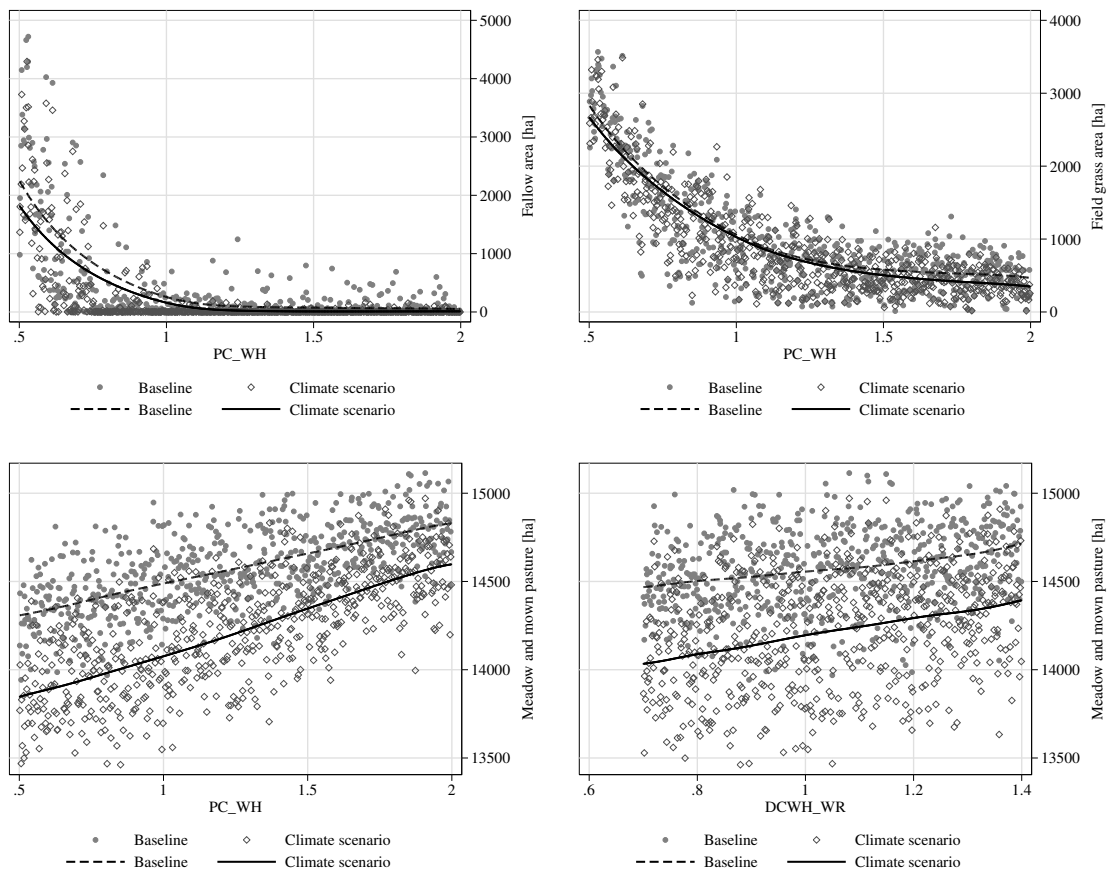 5000
4000
3000
2000
1000
0
Fallow area [ha]
.5 1 1.5 2
PC_WH
Baseline Climate scenario
Baseline Climate scenario
4000
3000
2000
1000
0
Field grass area [ha]
.5 1 1.5 2
PC_WH
Baseline Climate scenario
Baseline Climate scenario
15000
14500
14000
13500
Meadow and mown pasture [ha]
.5 1 1.5 2
PC_WH
Baseline Climate scenario
Baseline Climate scenario
15000
14500
14000
13500
Meadow and mown pasture [ha]
.6 .8 1 1.2 1.4
DCWH_WR
Baseline Climate scenario
Baseline Climate scenario